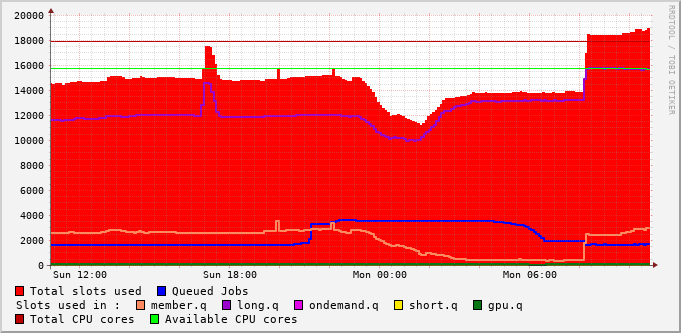 20000
18000
16000
14000
12000
10000
8000
6000
4000
2000
0
Sun 12:00 Sun 18:00 Mon 00:00 Mon 06:00
RRDTOOL / TOBI OETIKER
Total slots used Queued Jobs
Slots used in : member.q long.q ondemand.q short.q gpu.q
Total CPU cores Available CPU cores